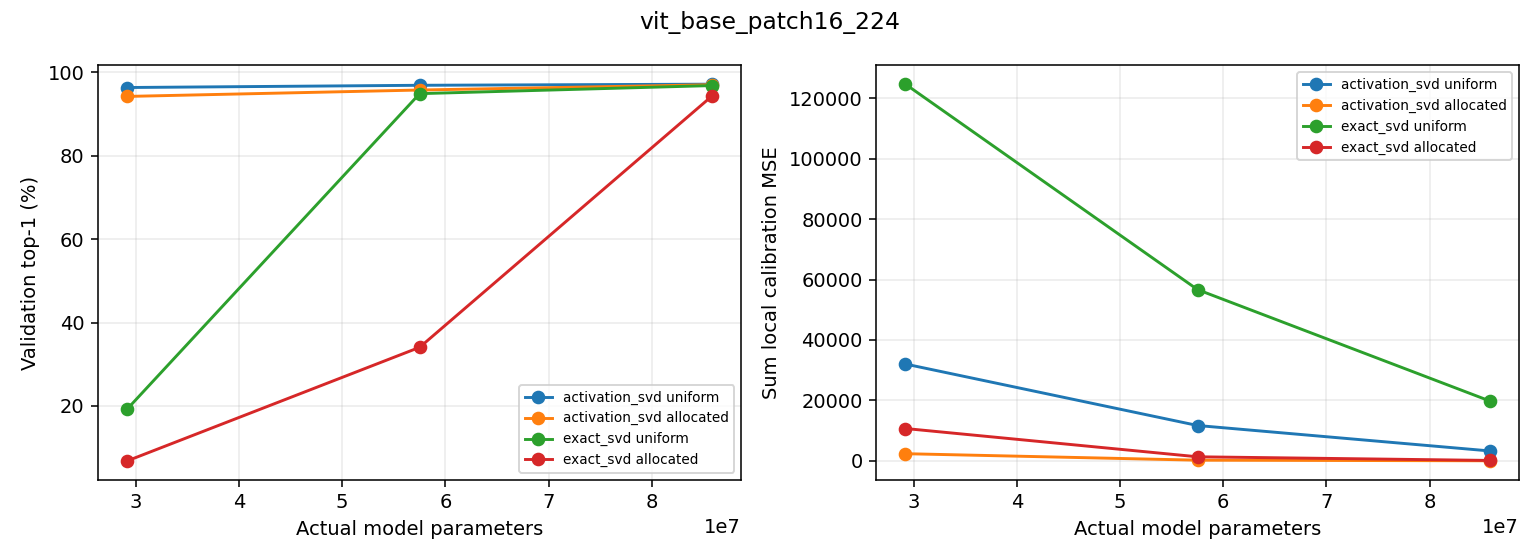 vit_base_patch16_224
Validation top-1 (%)
100
80
60
40
20
activation_svd uniform
activation_svd allocated
exact_svd uniform
exact_svd allocated
3 4 5 6 7 8
1e7
Actual model parameters
Sum local calibration MSE
120000
100000
80000
60000
40000
20000
0
activation_svd uniform
activation_svd allocated
exact_svd uniform
exact_svd allocated
3 4 5 6 7 8
1e7
Actual model parameters